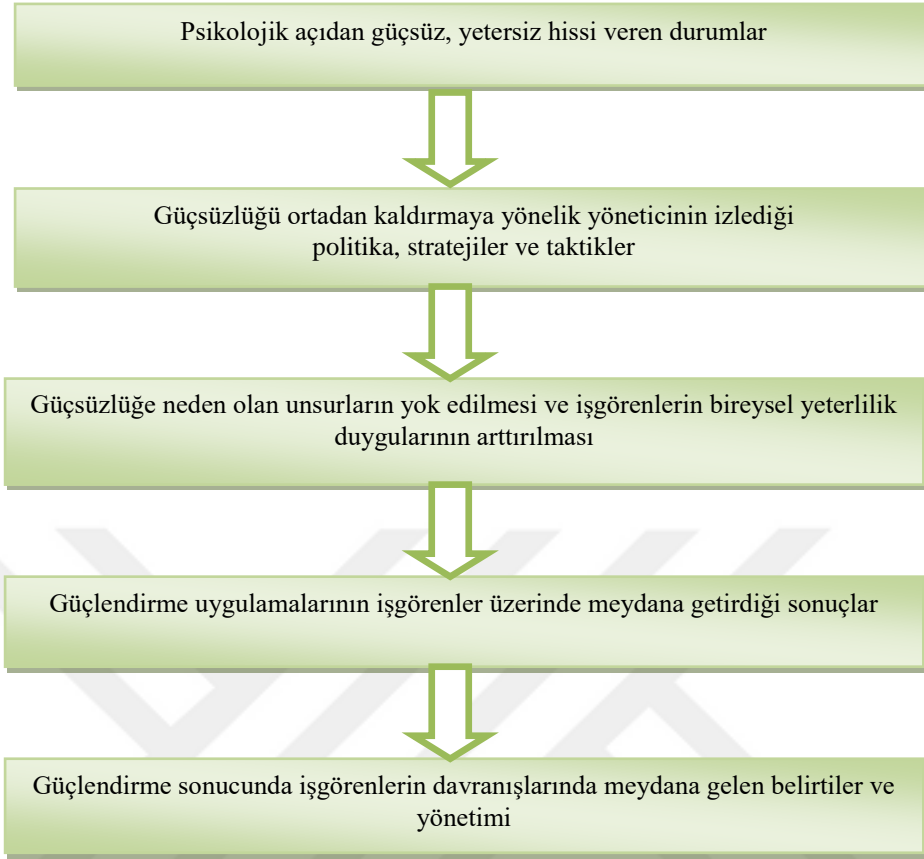 Psikolojik açıdan güçsüz, yetersiz hissi veren durumlar
Güçsüzlüğü ortadan kaldırmaya yönelik yöneticinin izlediği
politika, stratejiler ve taktikler
Güçsüzlüğe neden olan unsurların yok edilmesi ve işgörenlerin bireysel yeterlilik
duygularının arttırılması
Güçlendirme uygulamalarının işgörenler üzerinde meydana getirdiği sonuçlar
Güçlendirme sonucunda işgörenlerin davranışlarında meydana gelen belirtiler ve
yönetimi